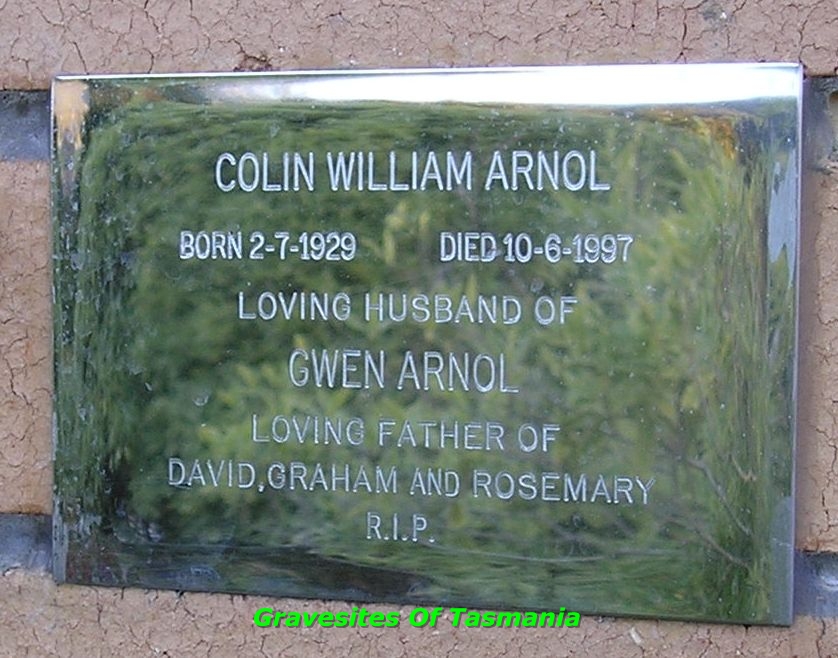 COLIN WILLIAM ARNOL
BORN 2-7-1929 DIED 10-6-1997
LOVING HUSBAND OF
GWEN ARNOL
LOVING FATHER OF
DAVID, GRAHAM AND ROSEMARY
R.I.P.
Gravesites Of Tasmania